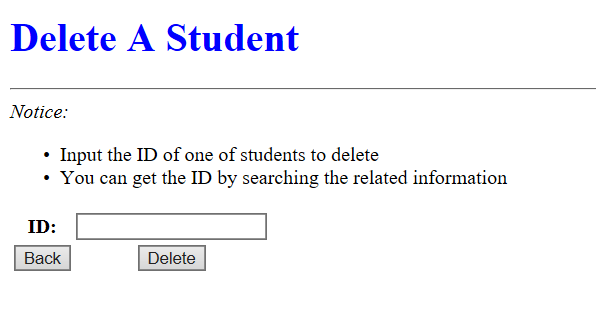 Delete A Student
Notice:
• Input the ID of one of students to delete
• You can get the ID by searching the related information
ID:
Back Delete